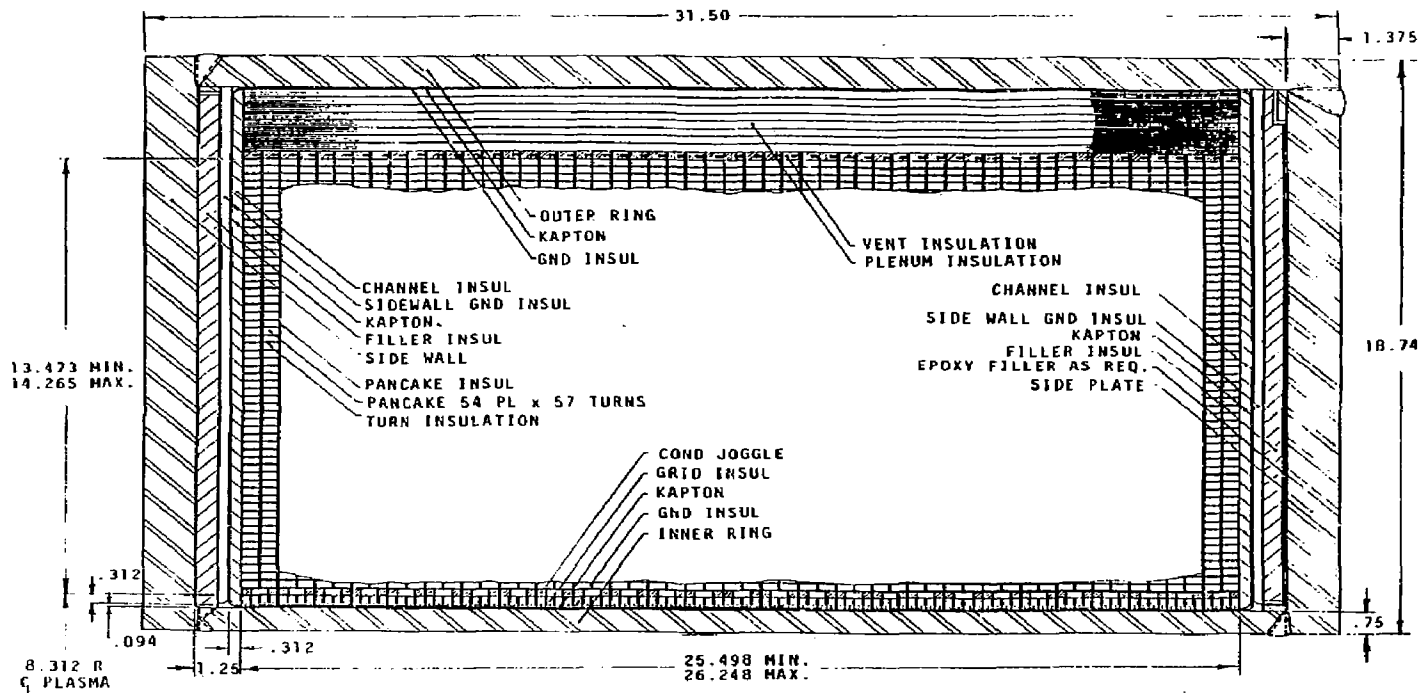 31.50
1.375
OUTER RING
KAPTON
GND INSUL
VENT INSULATION
PLENUM INSULATION
CHANNEL INSUL
SIDEWALL GND INSUL
KAPTON.
FILLER INSUL
SIDE WALL
PANCAKE INSUL
PANCAKE 54 PL x 57 TURNS
TURN INSULATION
CHANNEL INSUL
SIDE WALL GND INSUL
KAPTON
FILLER INSUL
EPOXY FILLER AS REQ.
SIDE PLATE
18.74
13.473 MIN.
14.265 MAX.
COND JOGGLE
GRID INSUL
KAPTON
GND INSUL
INNER RING
.312
.094
.312
1.25
.75
25.498 MIN.
26.248 MAX.
8.312 R
℄ PLASMA